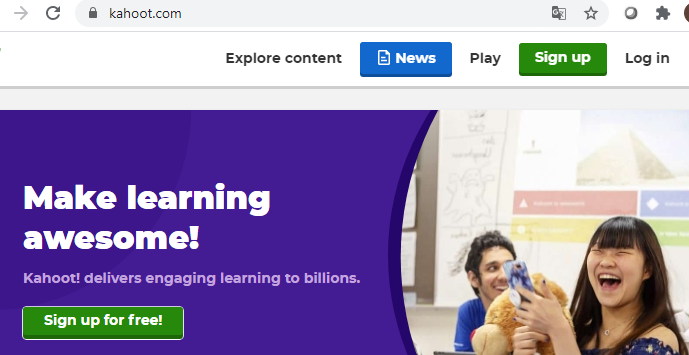 kahoot.com
Explore content News Play Sign up Log in
Make learning
awesome!
Kahoot! delivers engaging learning to billions.
Sign up for free!